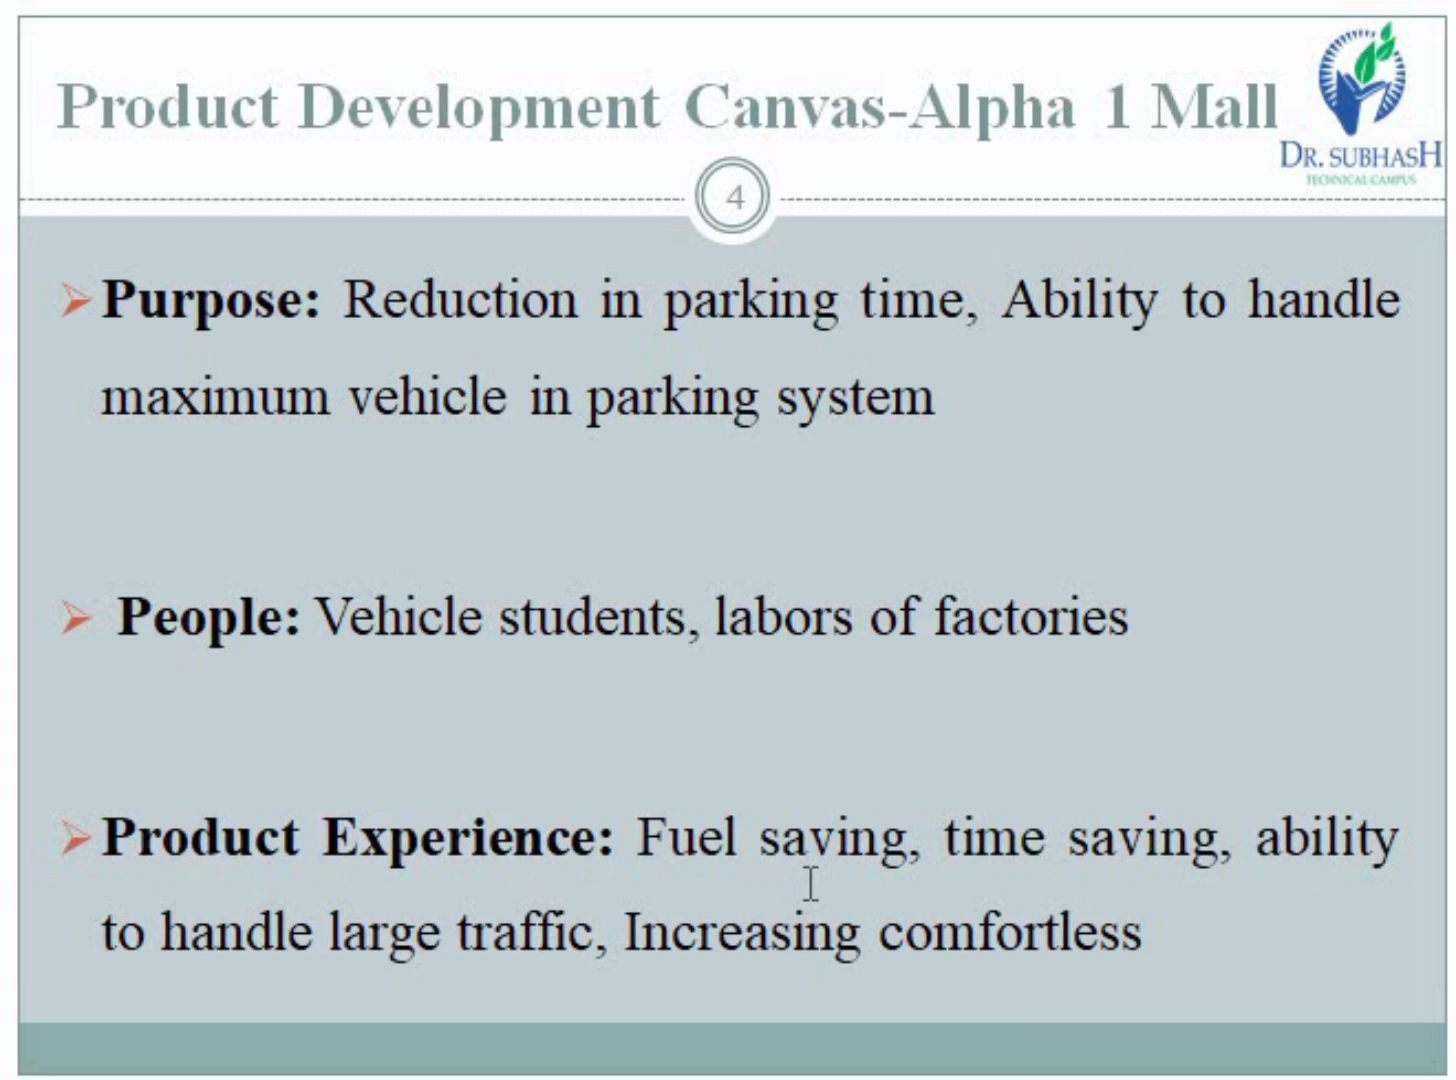 Product Development Canvas-Alpha 1 Mall
DR. SUBHASH
TECHNICAL CAMPUS
4
➢ Purpose: Reduction in parking time, Ability to handle
maximum vehicle in parking system
➢ People: Vehicle students, labors of factories
➢ Product Experience: Fuel saving, time saving, ability
to handle large traffic, Increasing comfortless